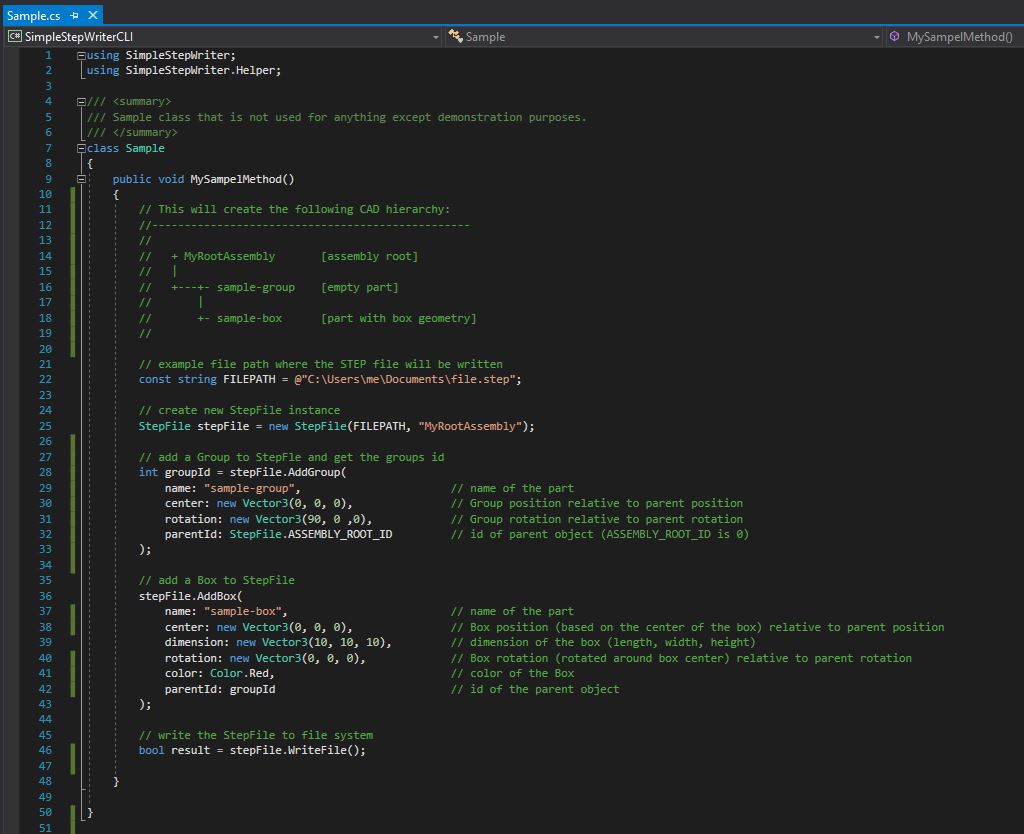 Sample.cs
SimpleStepWriterCLI Sample MySampelMethod()
1 using SimpleStepWriter;
2 using SimpleStepWriter.Helper;
3
4 /// <summary>
5 /// Sample class that is not used for anything except demonstration purposes.
6 /// </summary>
7 class Sample
8 {
9     public void MySampelMethod()
10     {
11         // This will create the following CAD hierarchy:
12         //-------------------------------------------------
13         //
14         //   + MyRootAssembly       [assembly root]
15         //   |
16         //   +---+- sample-group    [empty part]
17         //       |
18         //       +- sample-box      [part with box geometry]
19         //
20
21         // example file path where the STEP file will be written
22         const string FILEPATH = @"C:\Users\me\Documents\file.step";
23
24         // create new StepFile instance
25         StepFile stepFile = new StepFile(FILEPATH, "MyRootAssembly");
26
27         // add a Group to StepFle and get the groups id
28         int groupId = stepFile.AddGroup(
29             name: "sample-group",                       // name of the part
30             center: new Vector3(0, 0, 0),               // Group position relative to parent position
31             rotation: new Vector3(90, 0 ,0),            // Group rotation relative to parent rotation
32             parentId: StepFile.ASSEMBLY_ROOT_ID         // id of parent object (ASSEMBLY_ROOT_ID is 0)
33         );
34
35         // add a Box to StepFile
36         stepFile.AddBox(
37             name: "sample-box",                         // name of the part
38             center: new Vector3(0, 0, 0),               // Box position (based on the center of the box) relative to parent position
39             dimension: new Vector3(10, 10, 10),         // dimension of the box (length, width, height)
40             rotation: new Vector3(0, 0, 0),             // Box rotation (rotated around box center) relative to parent rotation
41             color: Color.Red,                           // color of the Box
42             parentId: groupId                           // id of the parent object
43         );
44
45         // write the StepFile to file system
46         bool result = stepFile.WriteFile();
47
48     }
49
50 }
51